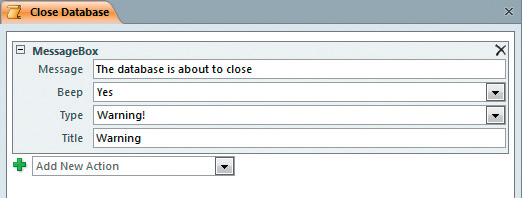 Close Database
MessageBox
Message The database is about to close
Beep Yes
Type Warning!
Title Warning
Add New Action